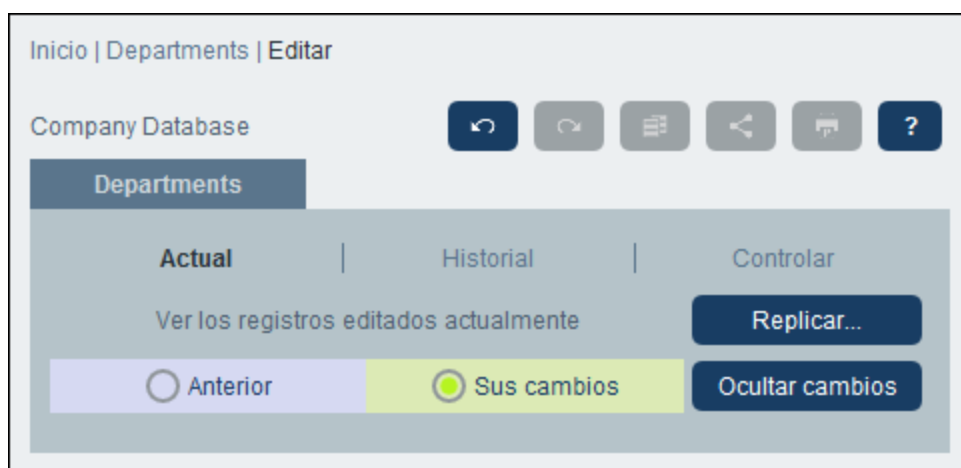 Inicio | Departments | Editar
Company Database ?
Departments
Actual | Historial | Controlar
Ver los registros editados actualmente Replicar...
Anterior Sus cambios Ocultar cambios